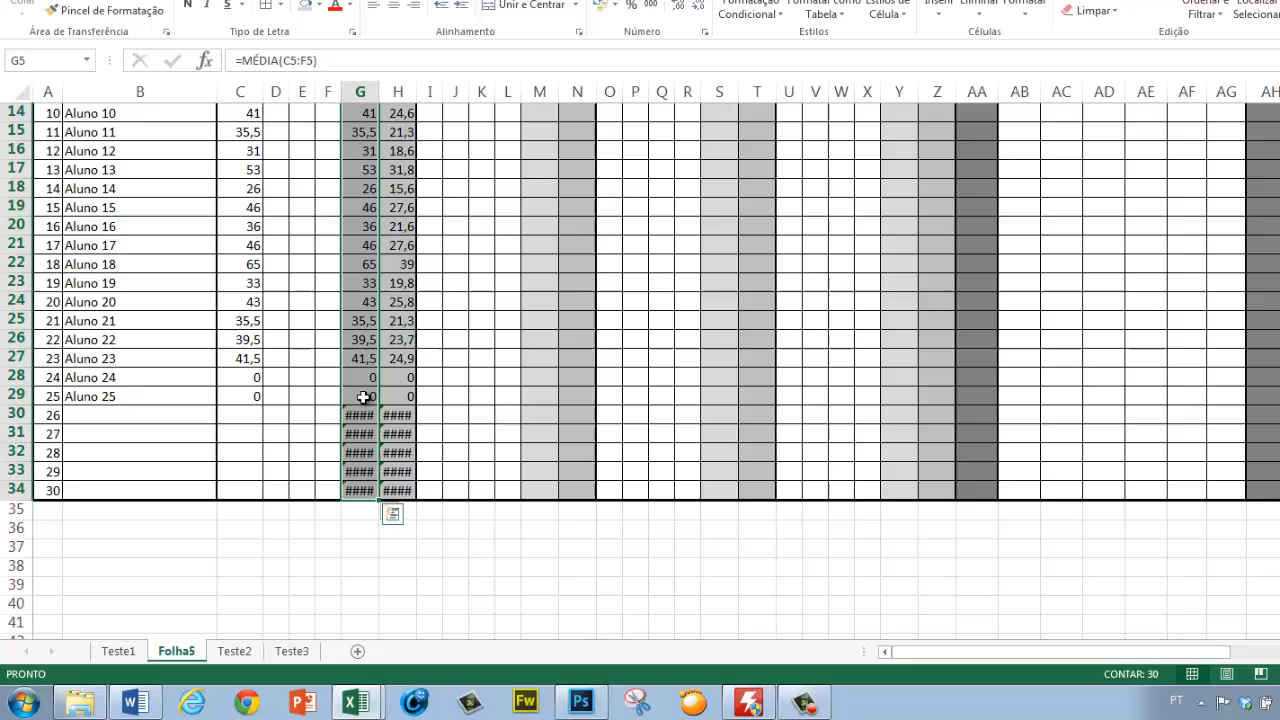 Colar
N I S
Unir e Centrar
% 000
Formatação Formatar como Estilos de
Inserir Eliminar Formatar
Ordenar e Localizar
Pincel de Formatação
Condicional Tabela Célula
Limpar
Filtrar Selecionar
Área de Transferência Tipo de Letra Alinhamento Número Estilos Células Edição
G5 fx =MÉDIA(C5:F5)
A B C D E F G H I J K L M N O P Q R S T U V W X Y Z AA AB AC AD AE AF AG AH
14 10 Aluno 10 41 41 24,6
15 11 Aluno 11 35,5 35,5 21,3
16 12 Aluno 12 31 31 18,6
17 13 Aluno 13 53 53 31,8
18 14 Aluno 14 26 26 15,6
19 15 Aluno 15 46 46 27,6
20 16 Aluno 16 36 36 21,6
21 17 Aluno 17 46 46 27,6
22 18 Aluno 18 65 65 39
23 19 Aluno 19 33 33 19,8
24 20 Aluno 20 43 43 25,8
25 21 Aluno 21 35,5 35,5 21,3
26 22 Aluno 22 39,5 39,5 23,7
27 23 Aluno 23 41,5 41,5 24,9
28 24 Aluno 24 0 0 0
29 25 Aluno 25 0 0 0
30 26 #### ####
31 27 #### ####
32 28 #### ####
33 29 #### ####
34 30 #### ####
35
36
37
38
39
40
41
Teste1 Folha5 Teste2 Teste3
PRONTO CONTAR: 30
Fw Ps PT